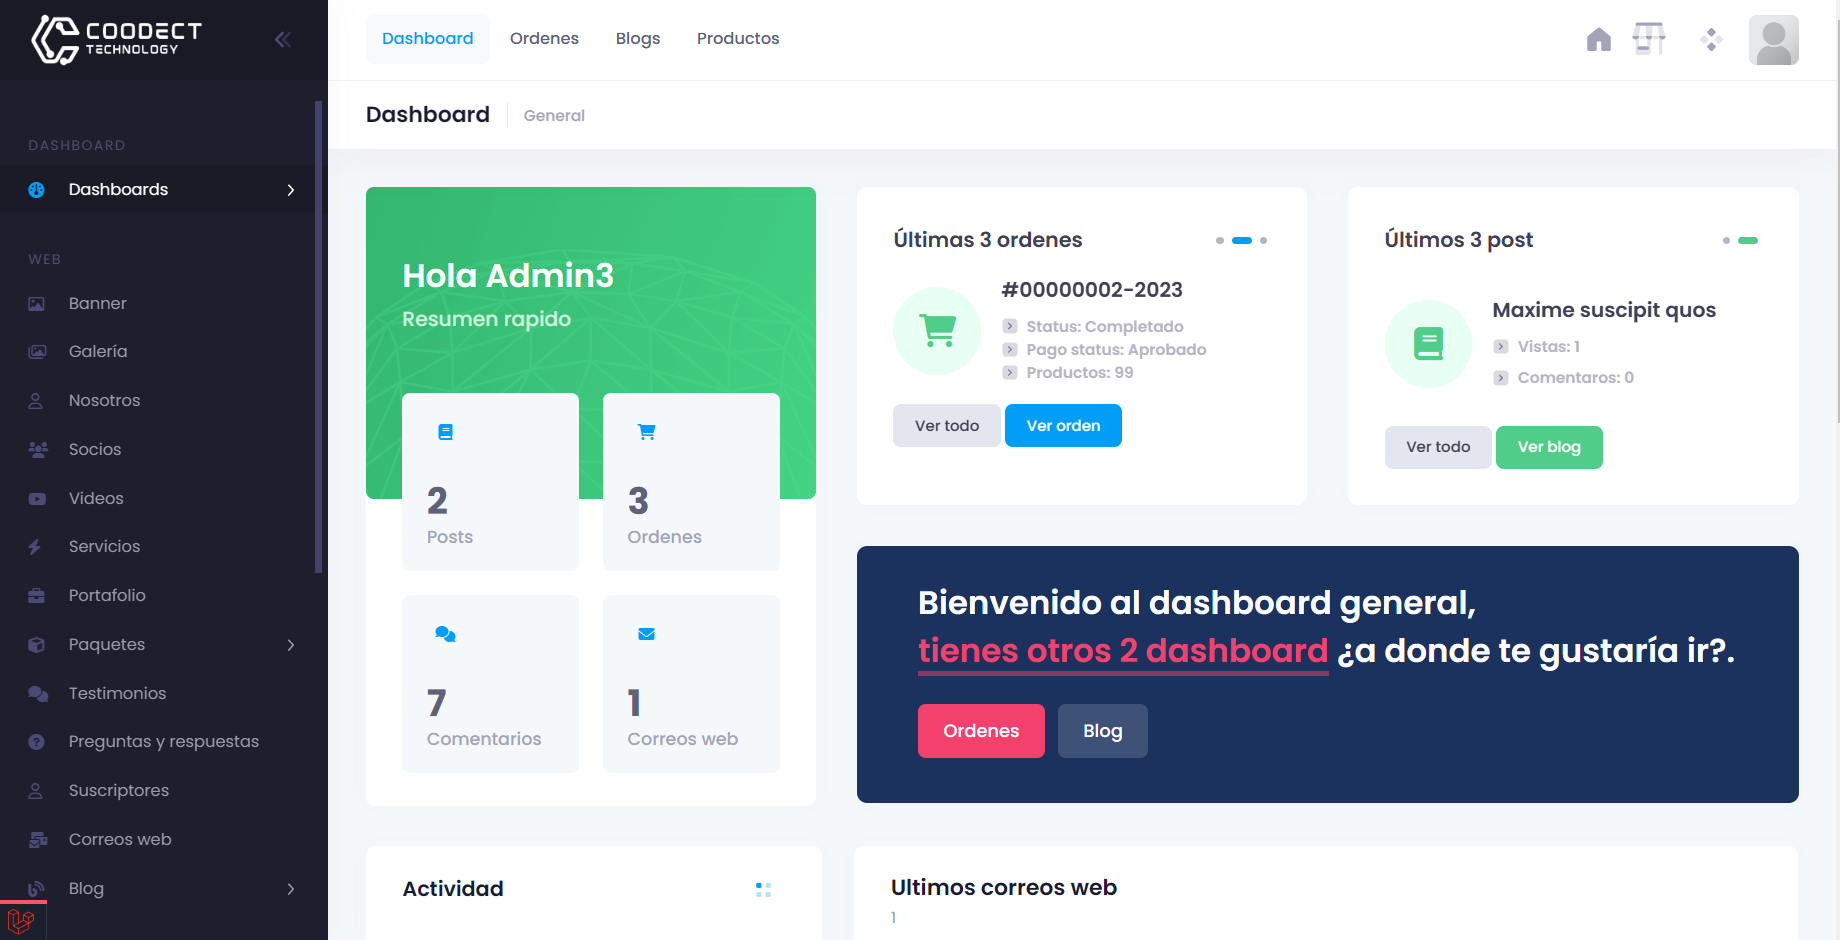 COODECT
TECHNOLOGY
Dashboard
Ordenes
Blogs
Productos
Dashboard
General
DASHBOARD
Dashboards
WEB
Banner
Galería
Nosotros
Socios
Videos
Servicios
Portafolio
Paquetes
Testimonios
Preguntas y respuestas
Suscriptores
Correos web
Blog
Hola Admin3
Resumen rapido
2
Posts
3
Ordenes
7
Comentarios
1
Correos web
Últimas 3 ordenes
#00000002-2023
Status: Completado
Pago status: Aprobado
Productos: 99
Ver todo
Ver orden
Últimos 3 post
Maxime suscipit quos
Vistas: 1
Comentaros: 0
Ver todo
Ver blog
Bienvenido al dashboard general,
tienes otros 2 dashboard ¿a donde te gustaría ir?.
Ordenes
Blog
Actividad
Ultimos correos web
1